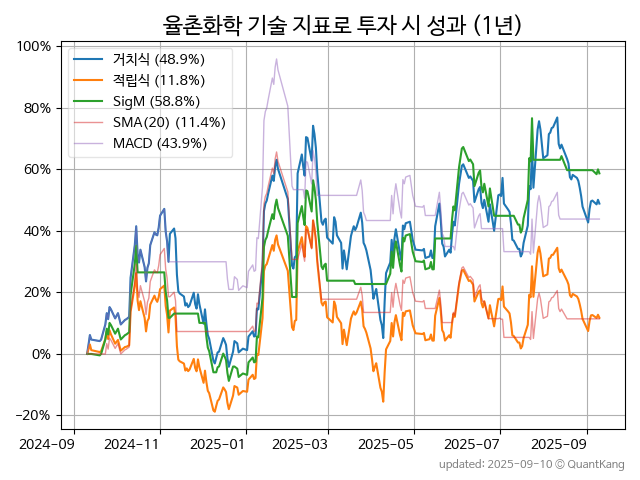 율촌화학 기술 지표로 투자 시 성과 (1년)
100%
80%
60%
40%
20%
0%
−20%
거치식 (48.9%)
적립식 (11.8%)
SigM (58.8%)
SMA(20) (11.4%)
MACD (43.9%)
2024-09
2024-11
2025-01
2025-03
2025-05
2025-07
2025-09
updated: 2025-09-10 © QuantKang